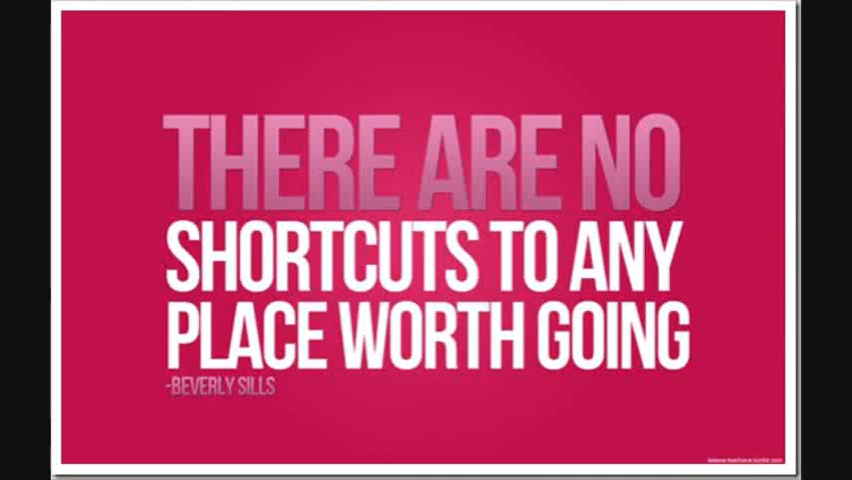 THERE ARE NO
SHORTCUTS TO ANY
PLACE WORTH GOING
-BEVERLY SILLS